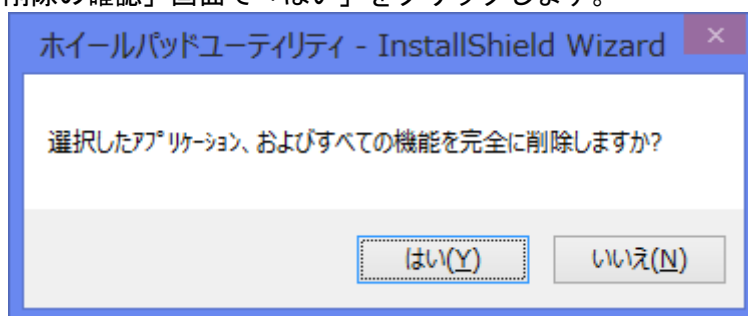 削除の確認」画面で「はい」をクリックします。
ホイールパッドユーティリティ - InstallShield Wizard
選択したｱﾌﾟﾘｹｰｼｮﾝ、およびすべての機能を完全に削除しますか?
はい(Y)
いいえ(N)